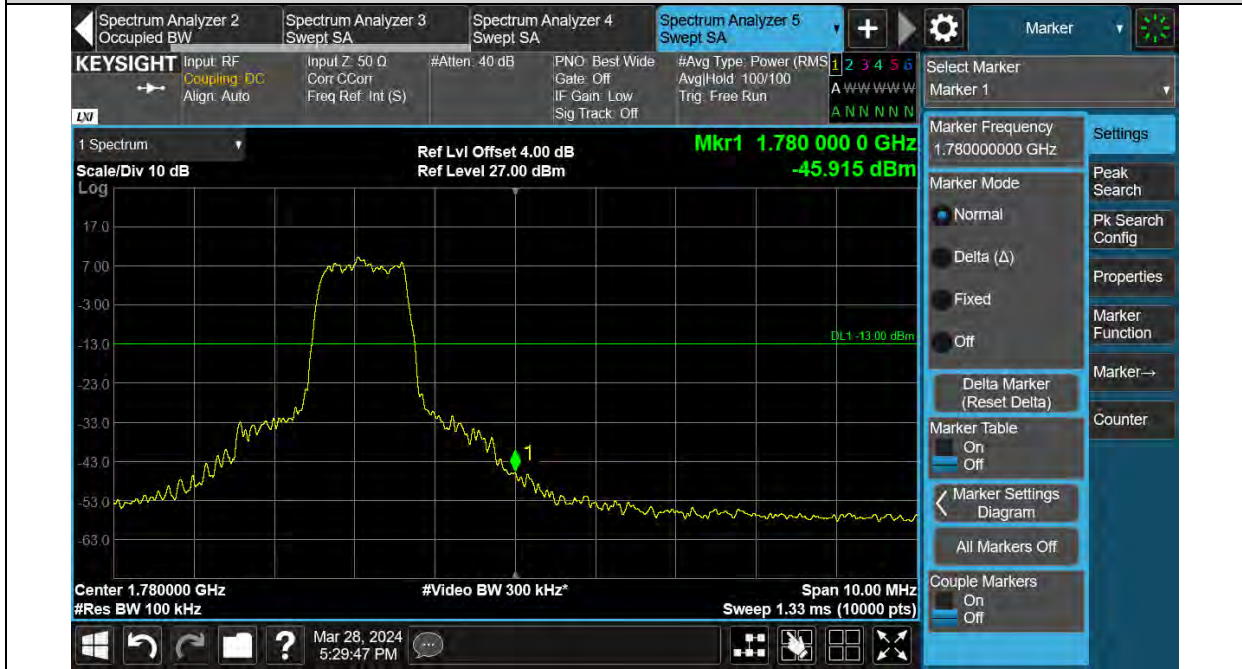 Spectrum Analyzer 2
Occupied BW
Spectrum Analyzer 3
Swept SA
Spectrum Analyzer 4
Swept SA
Spectrum Analyzer 5
Swept SA
+
Marker
KEYSIGHT
LXI
Input: RF
Coupling: DC
Align: Auto
Input Z: 50 Ω
Corr CCorr
Freq Ref: Int (S)
#Atten: 40 dB
PNO: Best Wide
Gate: Off
IF Gain: Low
Sig Track: Off
#Avg Type: Power (RMS
Avg|Hold: 100/100
Trig: Free Run
1 2 3 4 5 6
A W W W W W
A N N N N N
Select Marker
Marker 1
1 Spectrum
Scale/Div 10 dB
Log
Ref Lvl Offset 4.00 dB
Ref Level 27.00 dBm
Mkr1 1.780 000 0 GHz
-45.915 dBm
17.0
7.00
-3.00
-13.0
-23.0
-33.0
-43.0
-53.0
-63.0
DL1 -13.00 dBm
1
Center 1.780000 GHz
#Res BW 100 kHz
#Video BW 300 kHz*
Span 10.00 MHz
Sweep 1.33 ms (10000 pts)
Marker Frequency
1.780000000 GHz
Marker Mode
Normal
Delta (Δ)
Fixed
Off
Delta Marker
(Reset Delta)
Marker Table
On
Off
Marker Settings
Diagram
All Markers Off
Couple Markers
On
Off
Settings
Peak
Search
Pk Search
Config
Properties
Marker
Function
Marker→
Counter
?
Mar 28, 2024
5:29:47 PM